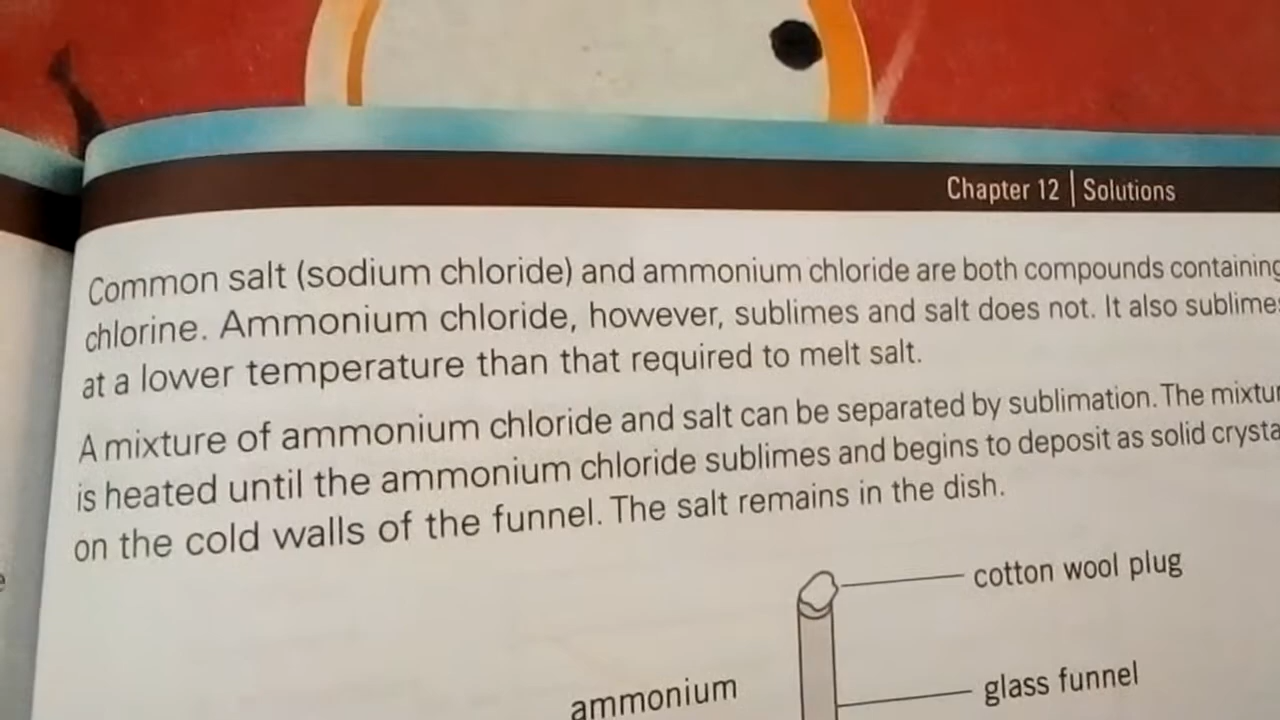 Chapter 12 | Solutions
Common salt (sodium chloride) and ammonium chloride are both compounds containing
chlorine. Ammonium chloride, however, sublimes and salt does not. It also sublime
at a lower temperature than that required to melt salt.
A mixture of ammonium chloride and salt can be separated by sublimation. The mixtur
is heated until the ammonium chloride sublimes and begins to deposit as solid crysta
on the cold walls of the funnel. The salt remains in the dish.
cotton wool plug
glass funnel
ammonium